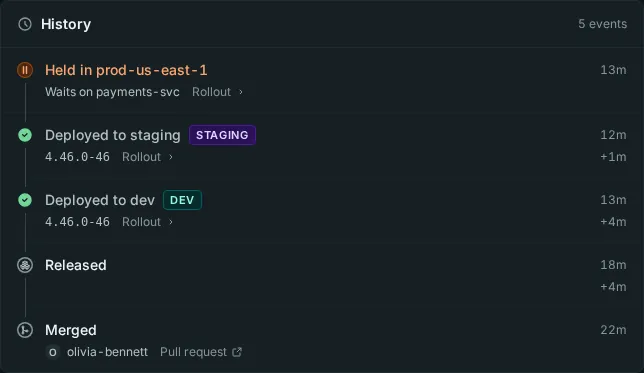 History
5 events
Held in prod-us-east-1
13m
Waits on payments-svc Rollout ›
Deployed to staging STAGING
12m
4.46.0-46 Rollout ›
+1m
Deployed to dev DEV
13m
4.46.0-46 Rollout ›
+4m
Released
18m
+4m
Merged
22m
O olivia-bennett Pull request